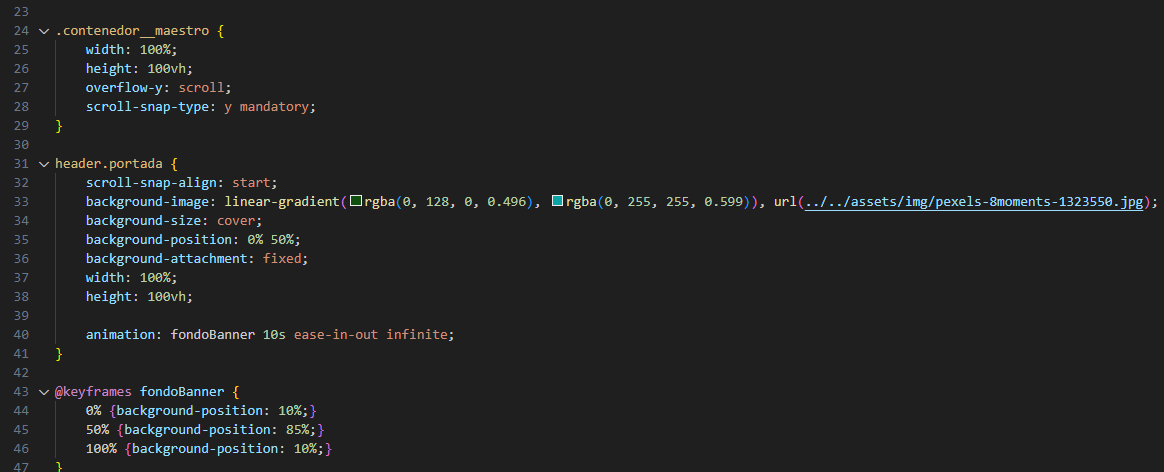 23
24 .contenedor__maestro {
25     width: 100%;
26     height: 100vh;
27     overflow-y: scroll;
28     scroll-snap-type: y mandatory;
29 }
30
31 header.portada {
32     scroll-snap-align: start;
33     background-image: linear-gradient(rgba(0, 128, 0, 0.496), rgba(0, 255, 255, 0.599)), url(../../assets/img/pexels-8moments-1323550.jpg);
34     background-size: cover;
35     background-position: 0% 50%;
36     background-attachment: fixed;
37     width: 100%;
38     height: 100vh;
39
40     animation: fondoBanner 10s ease-in-out infinite;
41 }
42
43 @keyframes fondoBanner {
44     0% {background-position: 10%;}
45     50% {background-position: 85%;}
46     100% {background-position: 10%;}
47 }